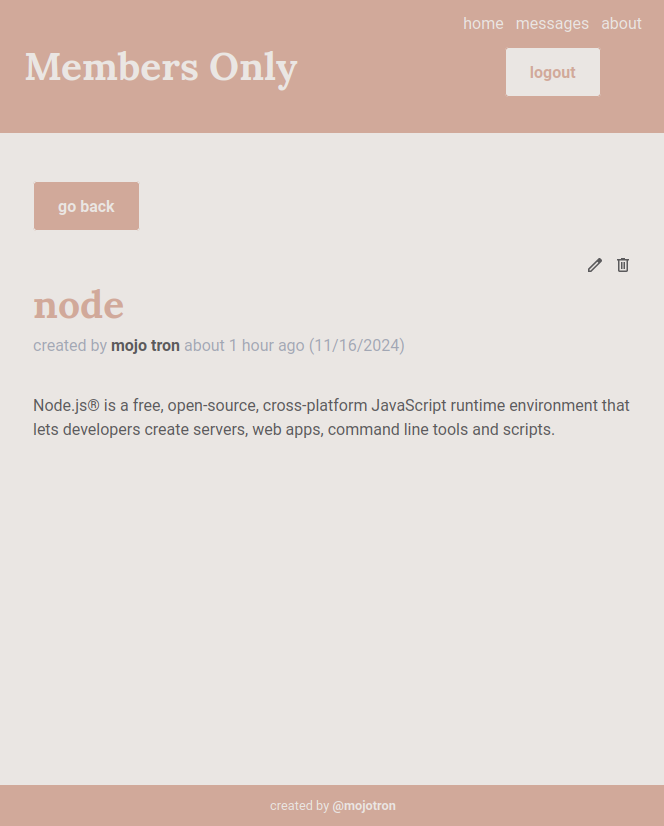 home messages about
Members Only
logout
go back
node
created by mojo tron about 1 hour ago (11/16/2024)
Node.js® is a free, open-source, cross-platform JavaScript runtime environment that
lets developers create servers, web apps, command line tools and scripts.
created by @mojotron